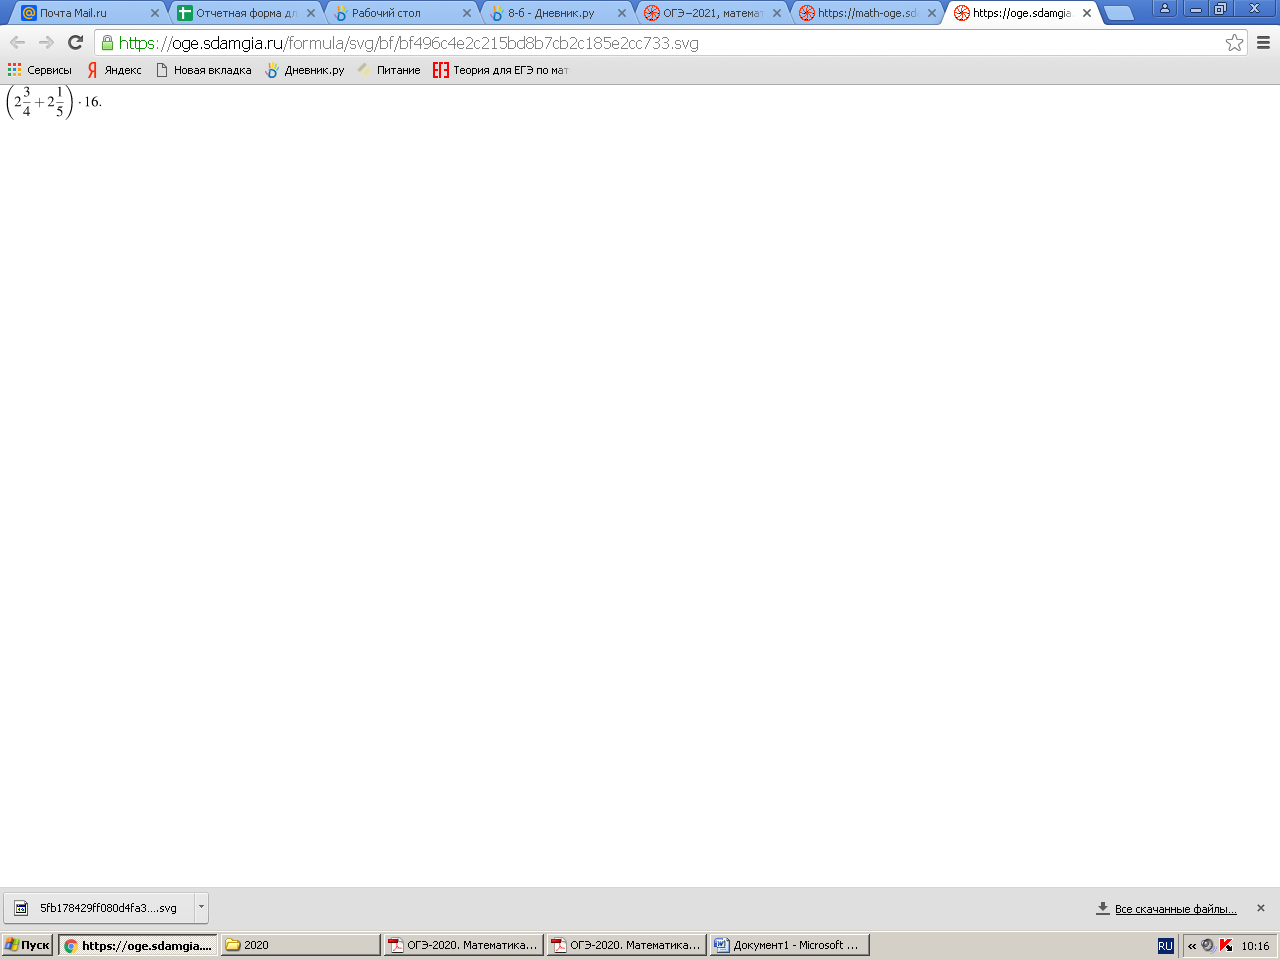 Почта Mail.ru
Отчетная форма дл
Рабочий стол
8-б - Дневник.ру
ОГЭ–2021, математ
https://math-oge.sd
https://oge.sdamgia.
https://oge.sdamgia.ru/formula/svg/bf/bf496c4e2c215bd8b7cb2c185e2cc733.svg
Сервисы Яндекс Новая вкладка Дневник.ру Питание Теория для ЕГЭ по мат
(2 3/4 + 2 1/5) · 16.
5fb178429ff080d4fa3....svg
Все скачанные файлы...
Пуск
https://oge.sdamgia....
2020
ОГЭ-2020. Математика...
ОГЭ-2020. Математика...
Документ1 - Microsoft ...
RU
«
10:16